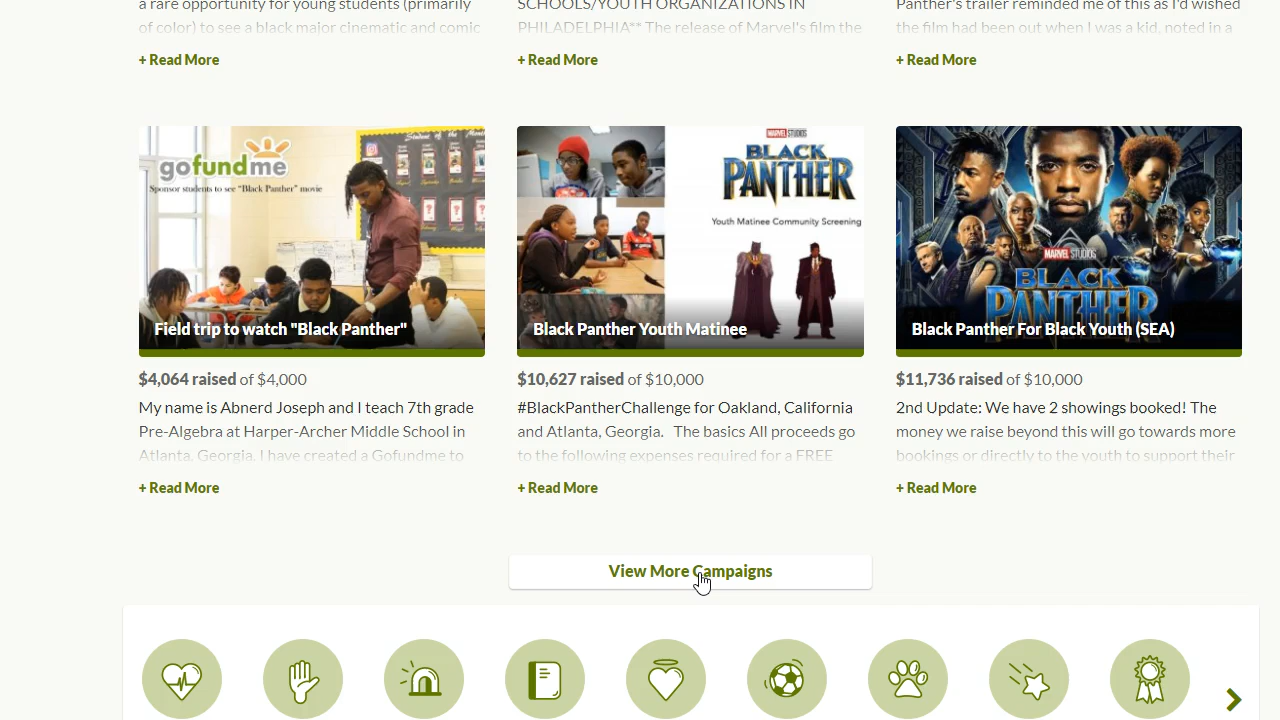 a rare opportunity for young students (primarily
of color) to see a black major cinematic and comic
+ Read More
SCHOOLS/YOUTH ORGANIZATIONS IN
PHILADELPHIA** The release of Marvel's film the
+ Read More
Panther's trailer reminded me of this as I'd wished
the film had been out when I was a kid, noted in a
+ Read More
gofundme
Sponsor students to see "Black Panther" movie
Student of the Month
Field trip to watch "Black Panther"
$4,064 raised of $4,000
My name is Abnerd Joseph and I teach 7th grade
Pre-Algebra at Harper-Archer Middle School in
Atlanta, Georgia. I have created a Gofundme to
+ Read More
MARVEL STUDIOS
BLACK
PANTHER
Youth Matinee Community Screening
Black Panther Youth Matinee
$10,627 raised of $10,000
#BlackPantherChallenge for Oakland, California
and Atlanta, Georgia. The basics All proceeds go
to the following expenses required for a FREE
+ Read More
MARVEL STUDIOS
BLACK
PANTHER
Black Panther For Black Youth (SEA)
$11,736 raised of $10,000
2nd Update: We have 2 showings booked! The
money we raise beyond this will go towards more
bookings or directly to the youth to support their
+ Read More
View More Campaigns